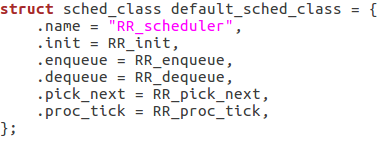 struct sched_class default_sched_class = {
    .name = "RR_scheduler",
    .init = RR_init,
    .enqueue = RR_enqueue,
    .dequeue = RR_dequeue,
    .pick_next = RR_pick_next,
    .proc_tick = RR_proc_tick,
};